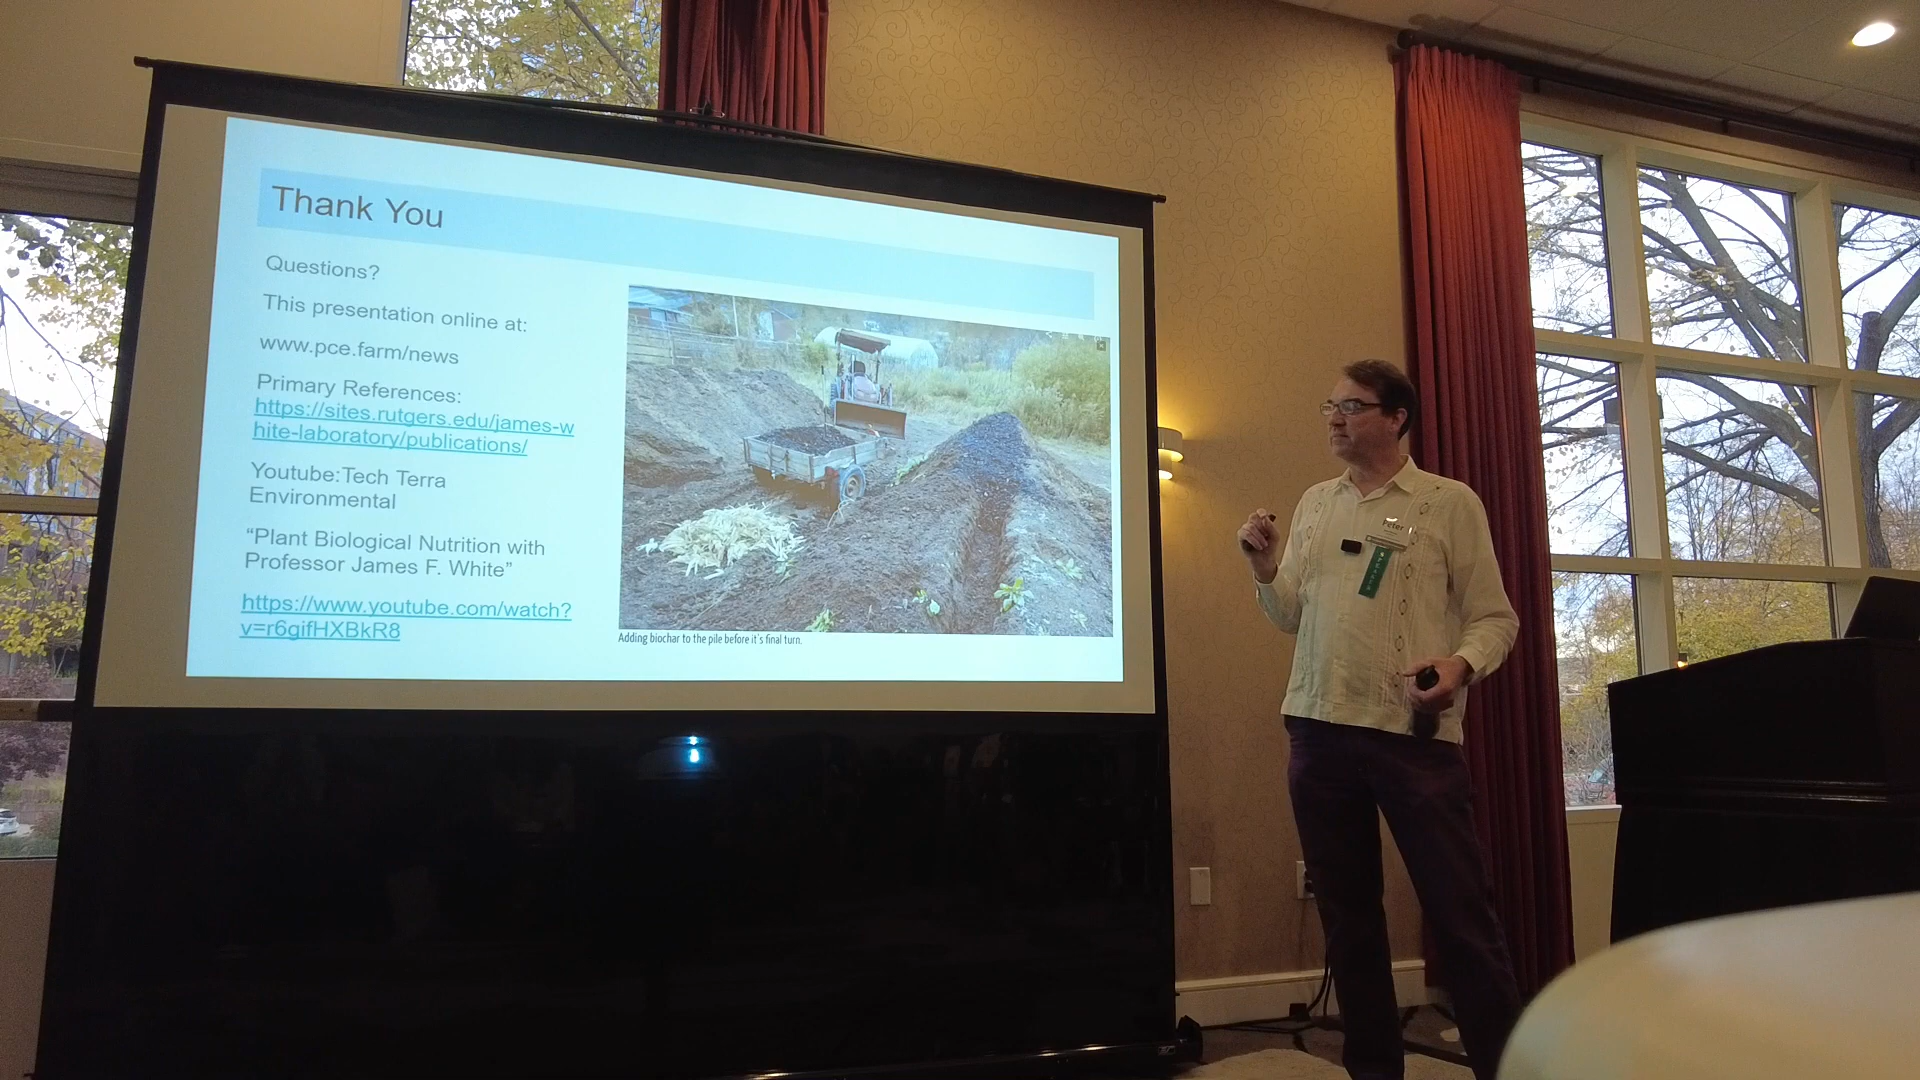 Thank You
Questions?
This presentation online at:
www.pce.farm/news
Primary References:
https://sites.rutgers.edu/james-w
hite-laboratory/publications/
Youtube:Tech Terra
Environmental
“Plant Biological Nutrition with
Professor James F. White”
https://www.youtube.com/watch?
v=r6gifHXBkR8
Adding biochar to the pile before it's final turn.
Peter
SPEAKER